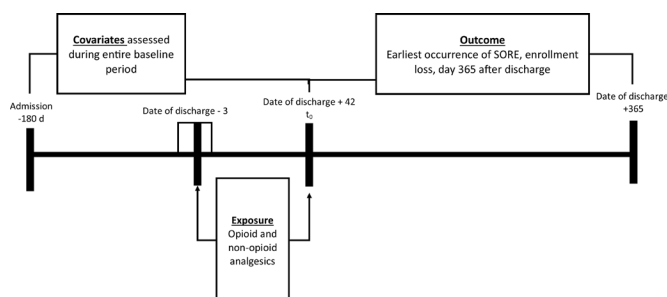 Covariates assessed
during entire baseline
period
Outcome
Earliest occurrence of SORE, enrollment
loss, day 365 after discharge
Admission
-180 d
Date of discharge - 3
Date of discharge + 42
t₀
Date of discharge
+365
Exposure
Opioid and
non-opioid
analgesics